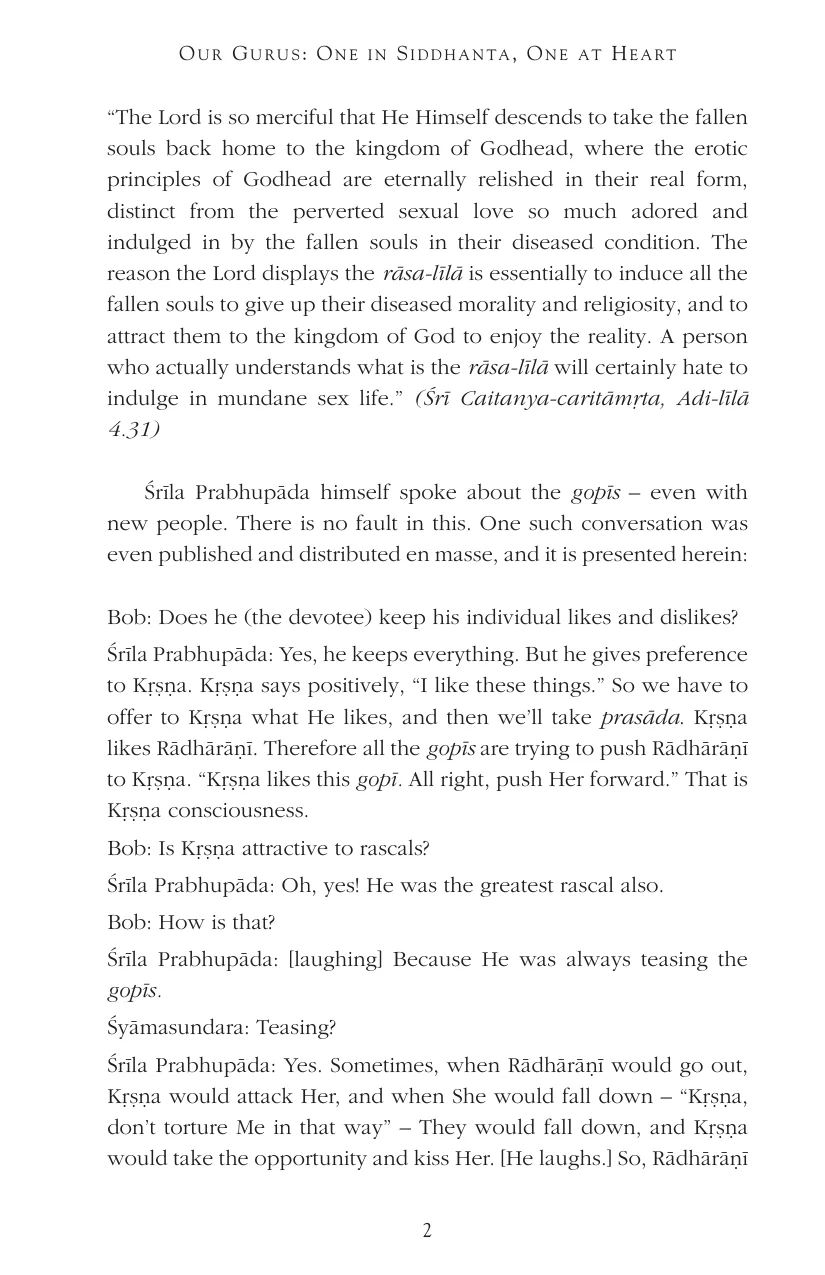 OUR GURUS: ONE IN SIDDHANTA, ONE AT HEART
“The Lord is so merciful that He Himself descends to take the fallen
souls back home to the kingdom of Godhead, where the erotic
principles of Godhead are eternally relished in their real form,
distinct from the perverted sexual love so much adored and
indulged in by the fallen souls in their diseased condition. The
reason the Lord displays the rāsa-līlā is essentially to induce all the
fallen souls to give up their diseased morality and religiosity, and to
attract them to the kingdom of God to enjoy the reality. A person
who actually understands what is the rāsa-līlā will certainly hate to
indulge in mundane sex life.” (Śrī Caitanya-caritāmṛta, Adi-līlā
4.31)
Śrīla Prabhupāda himself spoke about the gopīs – even with
new people. There is no fault in this. One such conversation was
even published and distributed en masse, and it is presented herein:
Bob: Does he (the devotee) keep his individual likes and dislikes?
Śrīla Prabhupāda: Yes, he keeps everything. But he gives preference
to Kṛṣṇa. Kṛṣṇa says positively, “I like these things.” So we have to
offer to Kṛṣṇa what He likes, and then we’ll take prasāda. Kṛṣṇa
likes Rādhārāṇī. Therefore all the gopīs are trying to push Rādhārāṇī
to Kṛṣṇa. “Kṛṣṇa likes this gopī. All right, push Her forward.” That is
Kṛṣṇa consciousness.
Bob: Is Kṛṣṇa attractive to rascals?
Śrīla Prabhupāda: Oh, yes! He was the greatest rascal also.
Bob: How is that?
Śrīla Prabhupāda: [laughing] Because He was always teasing the
gopīs.
Śyāmasundara: Teasing?
Śrīla Prabhupāda: Yes. Sometimes, when Rādhārāṇī would go out,
Kṛṣṇa would attack Her, and when She would fall down – “Kṛṣṇa,
don’t torture Me in that way” – They would fall down, and Kṛṣṇa
would take the opportunity and kiss Her. [He laughs.] So, Rādhārāṇī
2